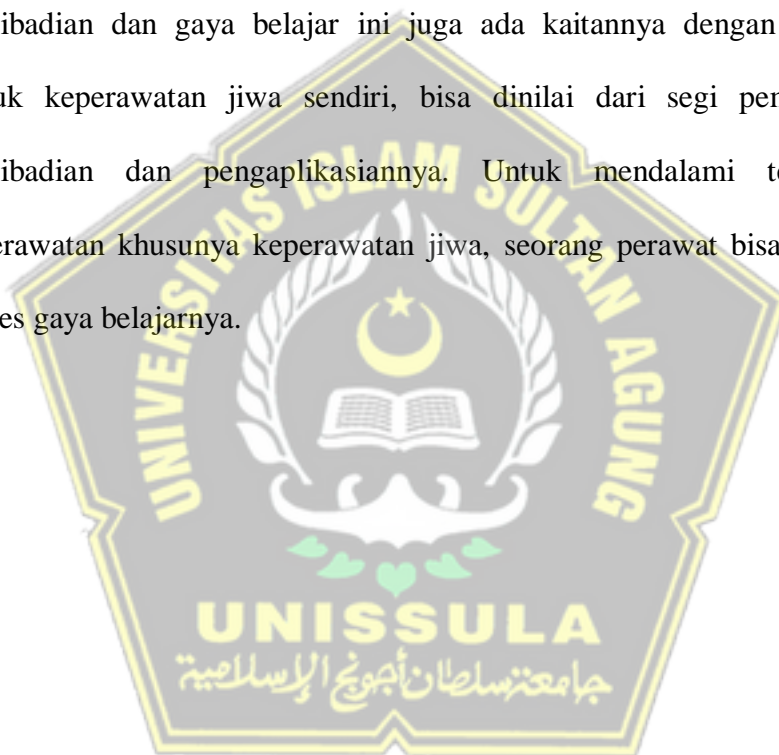 ibadian dan gaya belajar ini juga ada kaitannya dengan
uk keperawatan jiwa sendiri, bisa dinilai dari segi pen
ibadian dan pengaplikasiannya. Untuk mendalami to
erawatan khusunya keperawatan jiwa, seorang perawat bisa
es gaya belajarnya.
UNIVERSITAS ISLAM SULTAN AGUNG
UNISSULA
جامعة سلطان أجونج الإسلامية